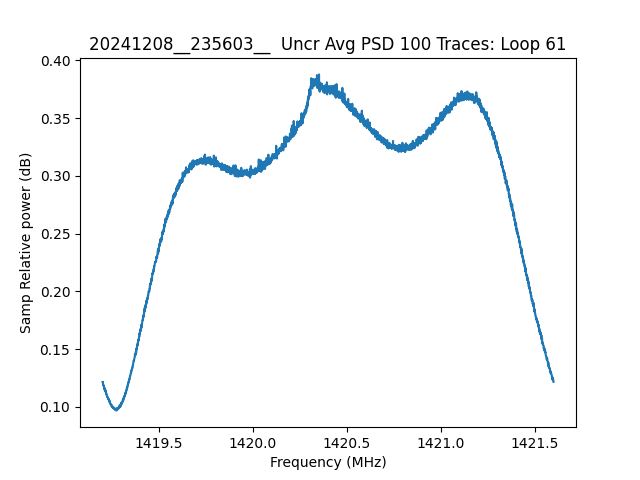 20241208__235603__  Uncr Avg PSD 100 Traces: Loop 61
Samp Relative power (dB)
0.40
0.35
0.30
0.25
0.20
0.15
0.10
1419.5 1420.0 1420.5 1421.0 1421.5
Frequency (MHz)